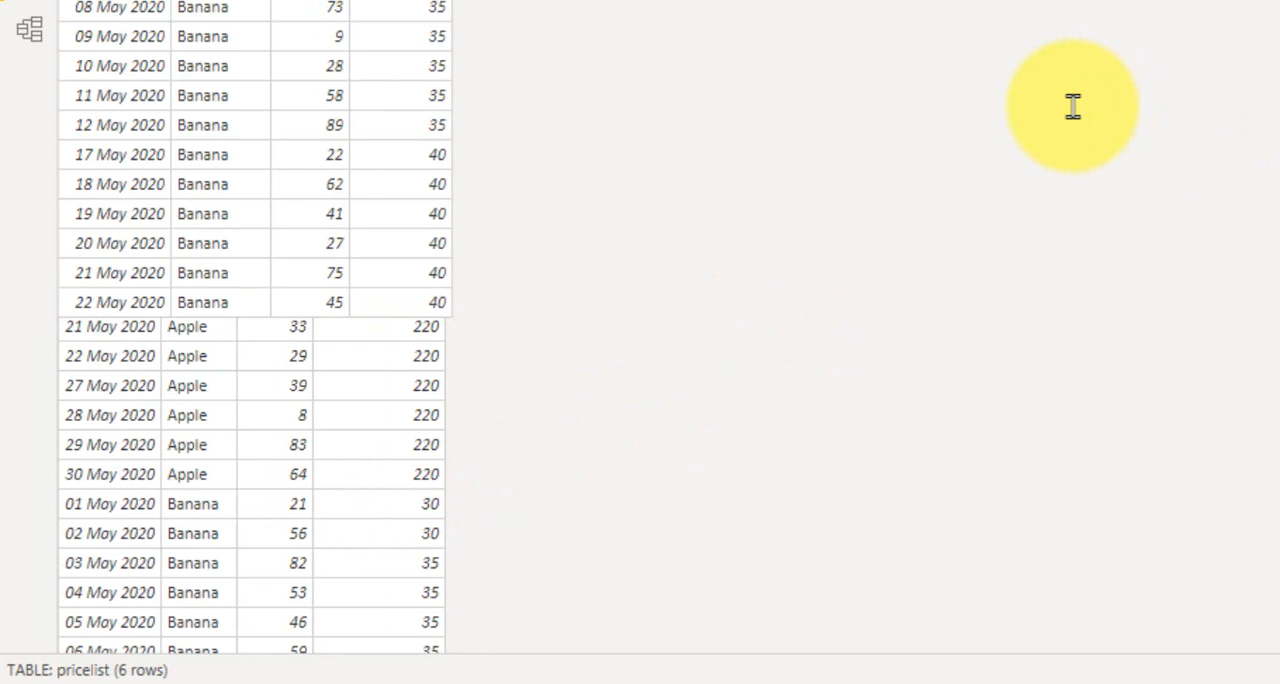 08 May 2020 Banana 73 35
09 May 2020 Banana 9 35
10 May 2020 Banana 28 35
11 May 2020 Banana 58 35
12 May 2020 Banana 89 35
17 May 2020 Banana 22 40
18 May 2020 Banana 62 40
19 May 2020 Banana 41 40
20 May 2020 Banana 27 40
21 May 2020 Banana 75 40
22 May 2020 Banana 45 40
21 May 2020 Apple 33 220
22 May 2020 Apple 29 220
27 May 2020 Apple 39 220
28 May 2020 Apple 8 220
29 May 2020 Apple 83 220
30 May 2020 Apple 64 220
01 May 2020 Banana 21 30
02 May 2020 Banana 56 30
03 May 2020 Banana 82 35
04 May 2020 Banana 53 35
05 May 2020 Banana 46 35
06 May 2020 Banana 59 35
TABLE: pricelist (6 rows)